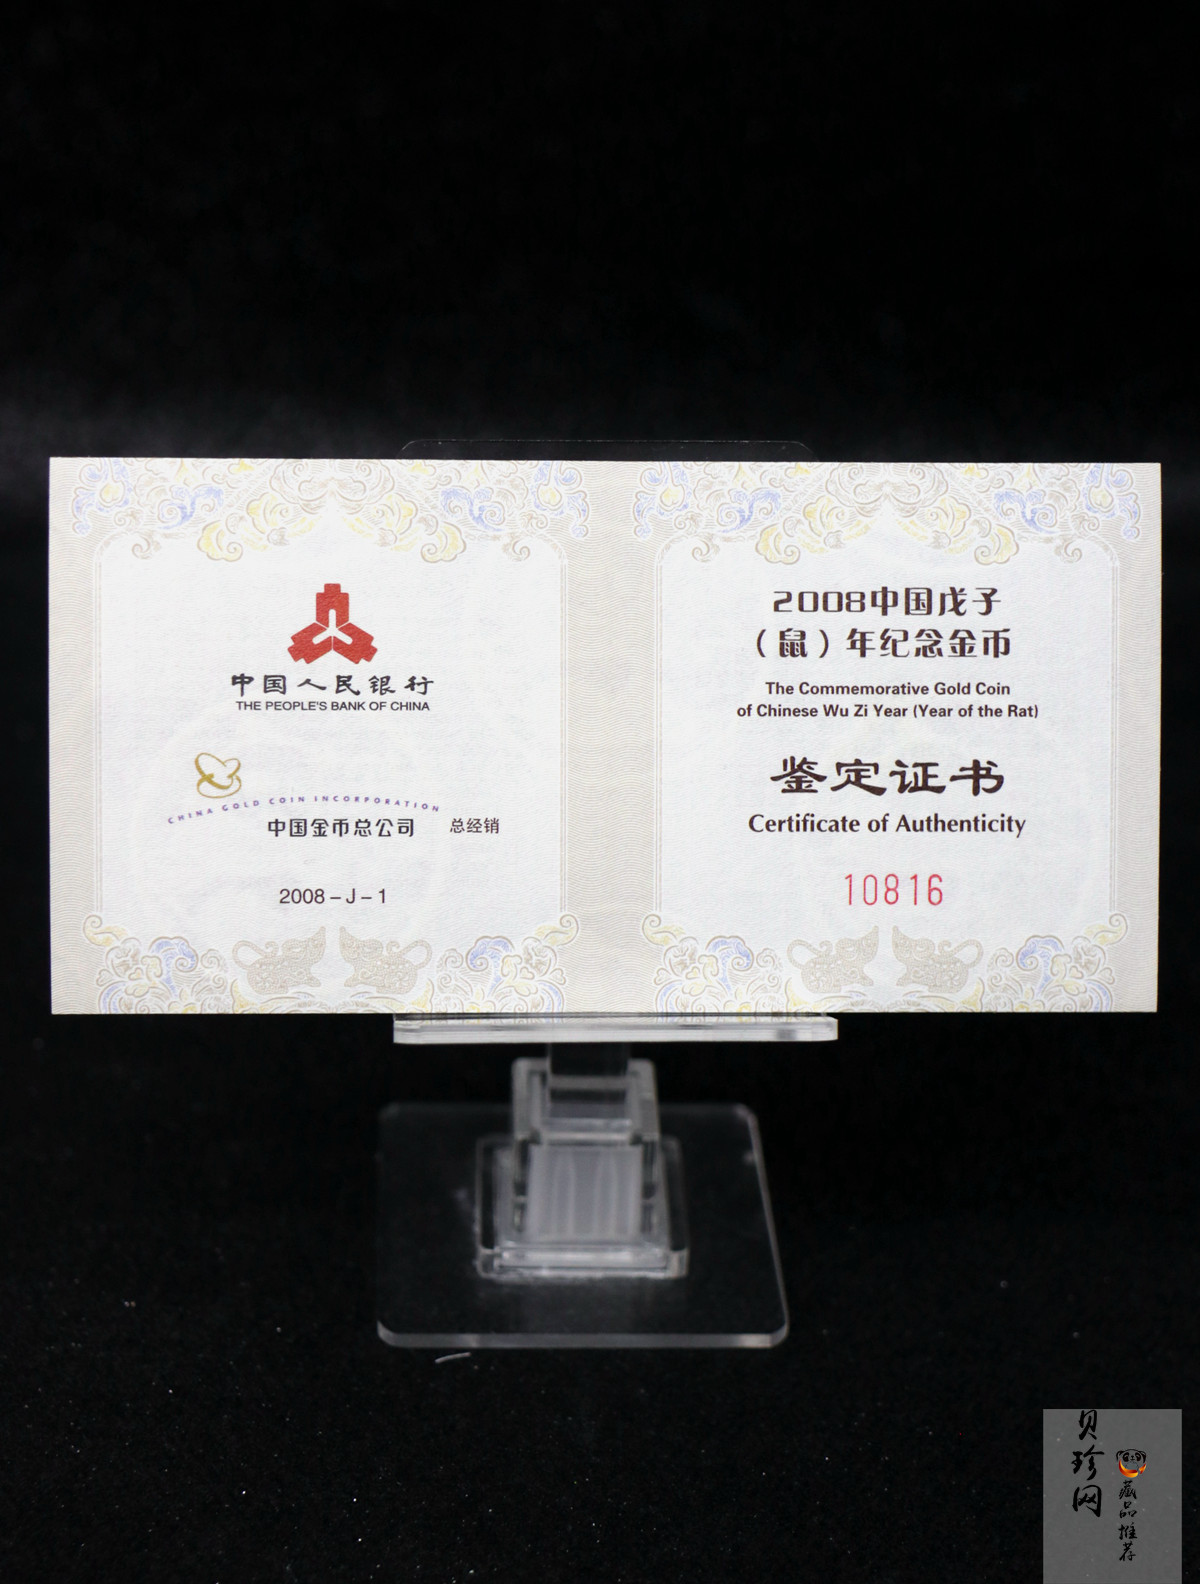 中国人民银行
THE PEOPLE'S BANK OF CHINA
CHINA GOLD COIN INCORPORATION
中国金币总公司 总经销
2008-J-1
2008中国戊子
（鼠）年纪念金币
The Commemorative Gold Coin
of Chinese Wu Zi Year (Year of the Rat)
鉴定证书
Certificate of Authenticity
10816
贝珍网
藏品推荐